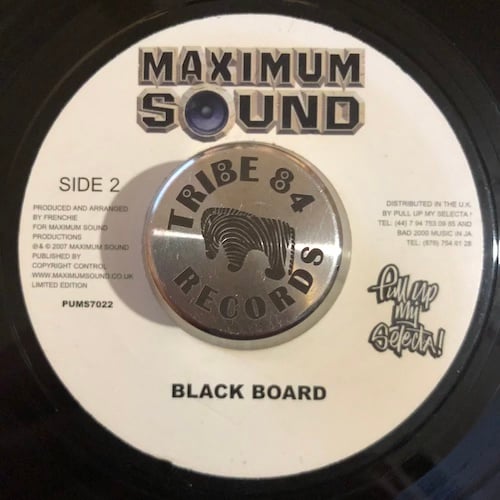 MAXIMUM
SOUND
SIDE 2
PRODUCED AND ARRANGED
BY FRENCHIE
FOR MAXIMUM SOUND
PRODUCTIONS
℗ & © 2007 MAXIMUM SOUND
PUBLISHED BY
COPYRIGHT CONTROL
WWW.MAXIMUMSOUND.CO.UK
LIMITED EDITION
PUMS7022
TRIBE 84
RECORDS
DISTRIBUTED IN THE U.K.
BY PULL UP MY SELECTA !
TEL: (44) 7 94 753 09 85 AND
BAD 2000 MUSIC IN JA.
TEL: (876) 754 61 28
Pull up
my
Selecta!
BLACK BOARD